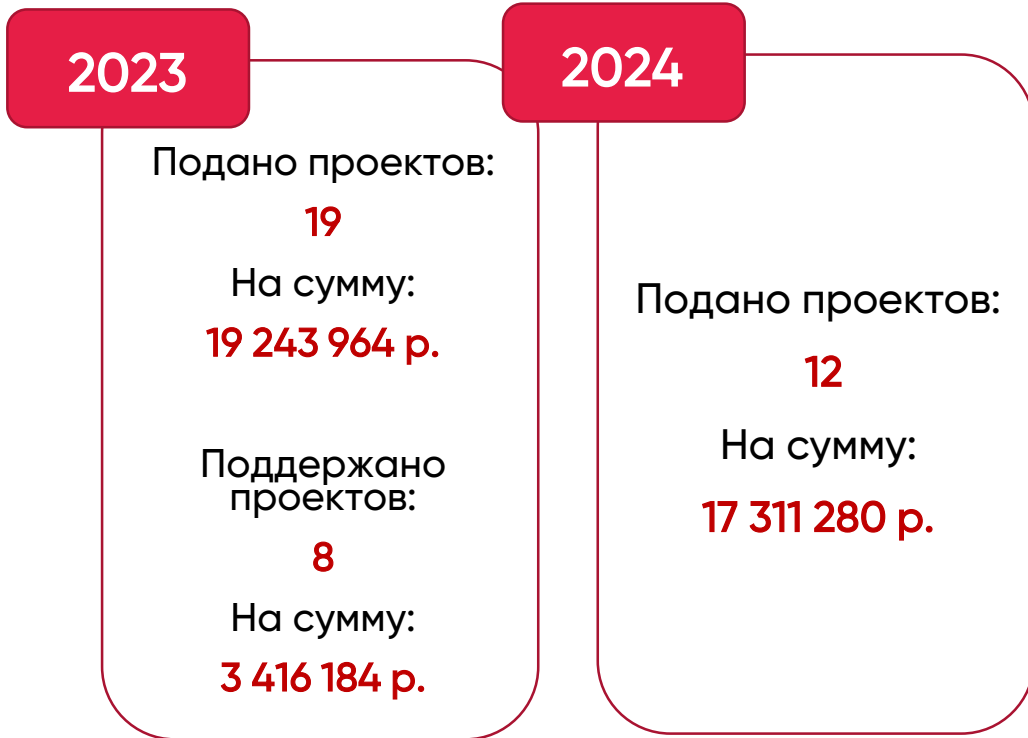 2023
Подано проектов:
19
На сумму:
19 243 964 р.
Поддержано
проектов:
8
На сумму:
3 416 184 р.
2024
Подано проектов:
12
На сумму:
17 311 280 р.